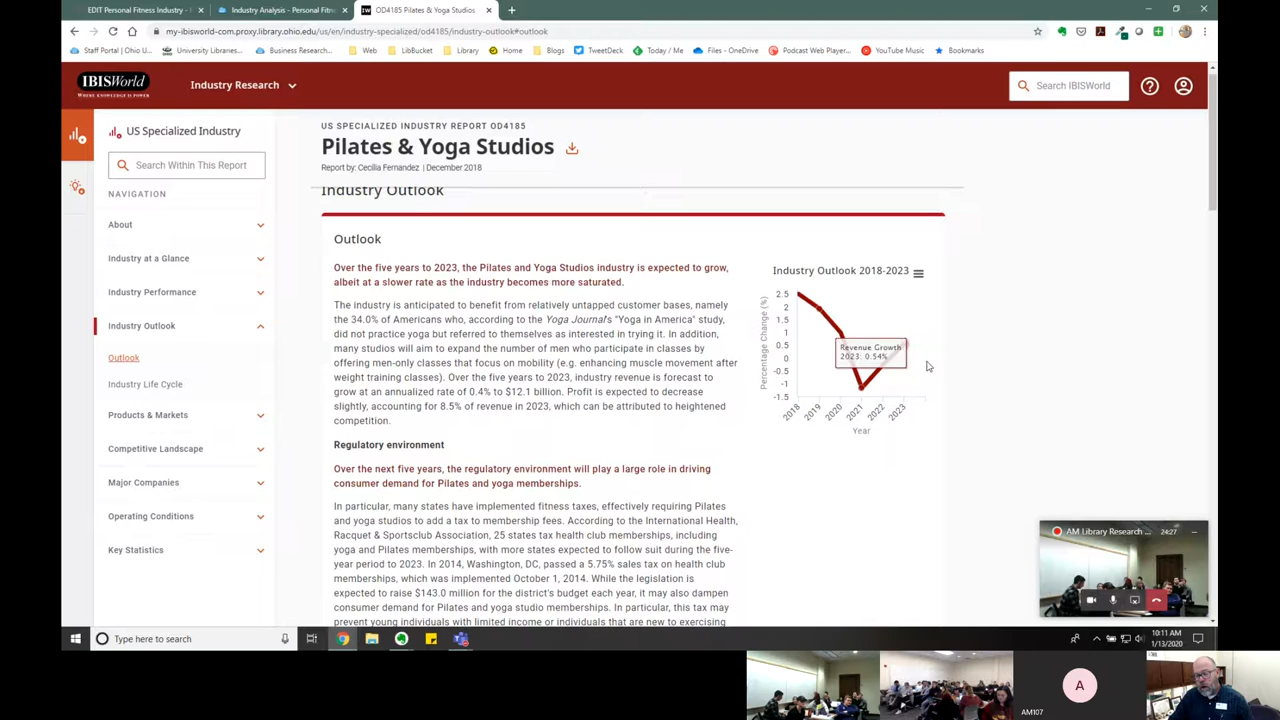 EDIT Personal Fitness Industry -
Industry Analysis - Personal Fitn
OD4185 Pilates & Yoga Studios
my-ibisworld-com.proxy.library.ohio.edu/us/en/industry-specialized/od4185/industry-outlook#outlook
Staff Portal | Ohio U...
University Libraries...
Business Research...
Web
LibBucket
Library
Home
Blogs
TweetDeck
Today / Me
Files - OneDrive
Podcast Web Player...
YouTube Music
Bookmarks
IBISWorld
WHERE KNOWLEDGE IS POWER
Industry Research
Search IBISWorld
US Specialized Industry
Search Within This Report
NAVIGATION
About
Industry at a Glance
Industry Performance
Industry Outlook
Outlook
Industry Life Cycle
Products & Markets
Competitive Landscape
Major Companies
Operating Conditions
Key Statistics
US SPECIALIZED INDUSTRY REPORT OD4185
Pilates & Yoga Studios
Report by: Cecilia Fernandez | December 2018
Industry Outlook
Outlook
Over the five years to 2023, the Pilates and Yoga Studios industry is expected to grow,
albeit at a slower rate as the industry becomes more saturated.
The industry is anticipated to benefit from relatively untapped customer bases, namely
the 34.0% of Americans who, according to the Yoga Journal's "Yoga in America" study,
did not practice yoga but referred to themselves as interested in trying it. In addition,
many studios will aim to expand the number of men who participate in classes by
offering men-only classes that focus on mobility (e.g. enhancing muscle movement after
weight training classes). Over the five years to 2023, industry revenue is forecast to
grow at an annualized rate of 0.4% to $12.1 billion. Profit is expected to decrease
slightly, accounting for 8.5% of revenue in 2023, which can be attributed to heightened
competition.
Regulatory environment
Over the next five years, the regulatory environment will play a large role in driving
consumer demand for Pilates and yoga memberships.
In particular, many states have implemented fitness taxes, effectively requiring Pilates
and yoga studios to add a tax to membership fees. According to the International Health,
Racquet & Sportsclub Association, 25 states tax health club memberships, including
yoga and Pilates memberships, with more states expected to follow suit during the five-
year period to 2023. In 2014, Washington, DC, passed a 5.75% sales tax on health club
memberships, which was implemented October 1, 2014. While the legislation is
expected to raise $143.0 million for the district's budget each year, it may also dampen
consumer demand for Pilates and yoga studio memberships. In particular, this tax may
prevent young individuals with limited income or individuals that are new to exercising
Industry Outlook 2018-2023
Percentage Change (%)
2.5
2
1.5
1
0.5
0
-0.5
-1
-1.5
Revenue Growth
2023: 0.54%
2018
2019
2020
2021
2022
2023
Year
AM Library Research ...
24:27
Type here to search
10:11 AM
1/13/2020
A
AM107